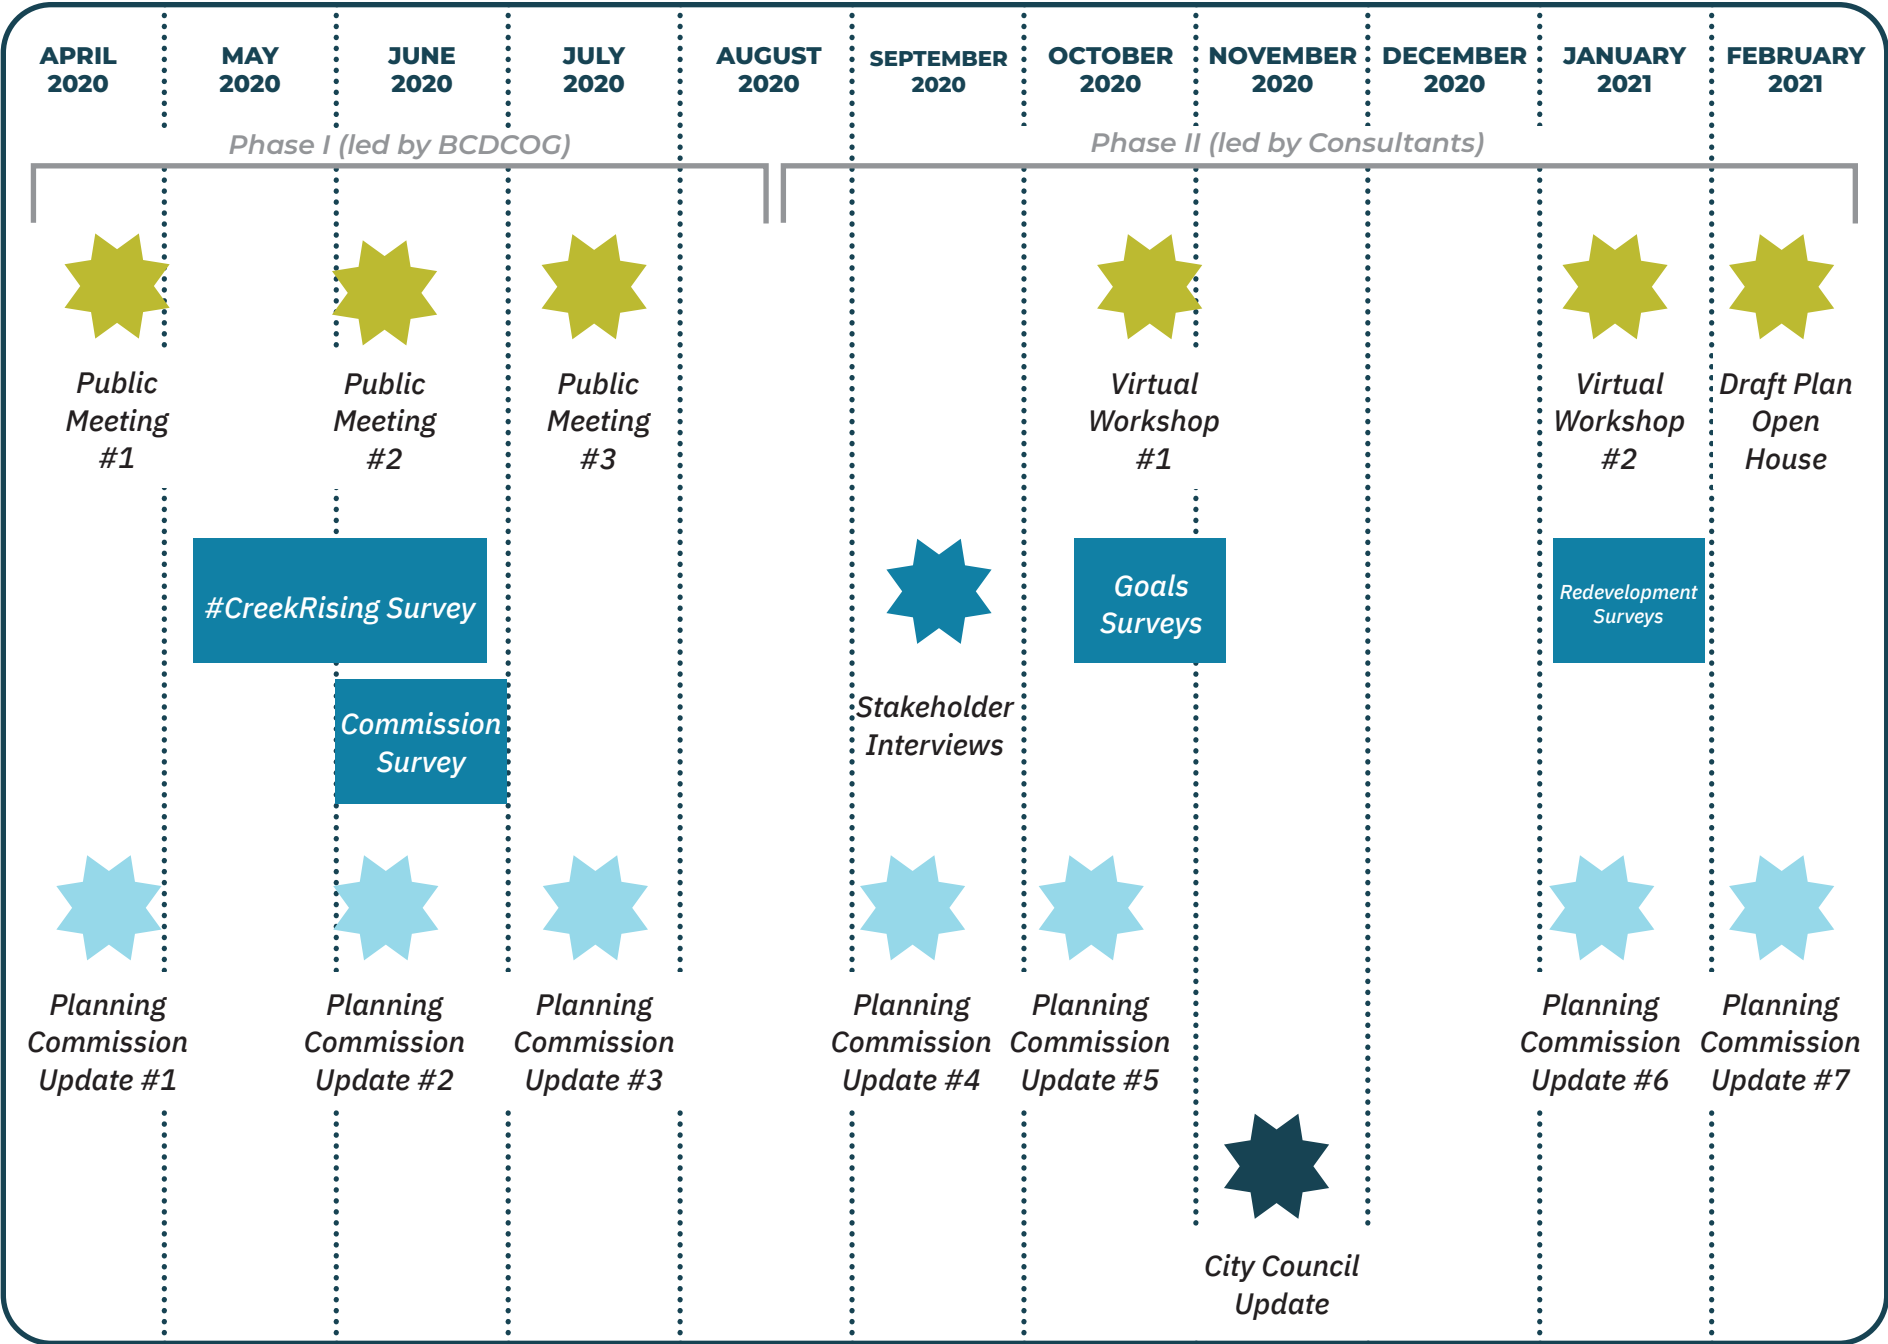 APRIL
2020
MAY
2020
JUNE
2020
JULY
2020
AUGUST
2020
SEPTEMBER
2020
OCTOBER
2020
NOVEMBER
2020
DECEMBER
2020
JANUARY
2021
FEBRUARY
2021
Phase I (led by BCDCOG)
Phase II (led by Consultants)
Public
Meeting
#1
Public
Meeting
#2
Public
Meeting
#3
Virtual
Workshop
#1
Virtual
Workshop
#2
Draft Plan
Open
House
#CreekRising Survey
Commission
Survey
Stakeholder
Interviews
Goals
Surveys
Redevelopment
Surveys
Planning
Commission
Update #1
Planning
Commission
Update #2
Planning
Commission
Update #3
Planning
Commission
Update #4
Planning
Commission
Update #5
Planning
Commission
Update #6
Planning
Commission
Update #7
City Council
Update